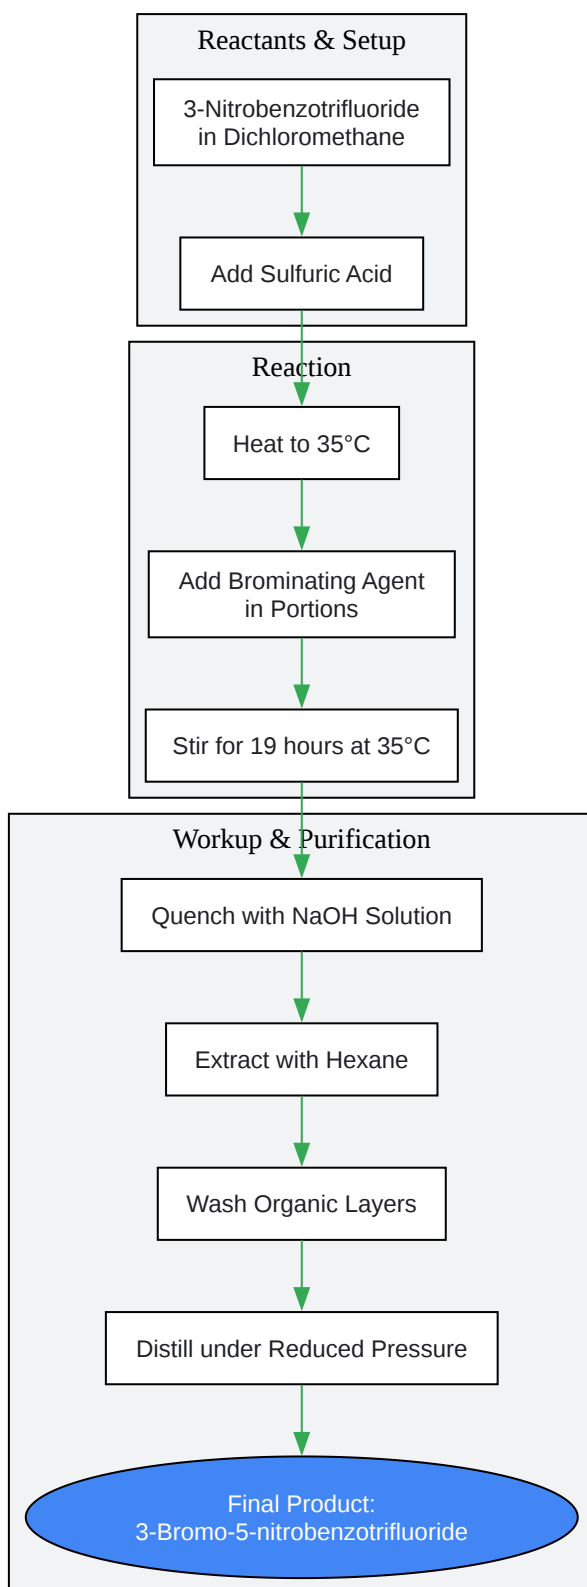 Reactants & Setup
3-Nitrobenzotrifluoride
in Dichloromethane
Add Sulfuric Acid
Reaction
Heat to 35°C
Add Brominating Agent
in Portions
Stir for 19 hours at 35°C
Workup & Purification
Quench with NaOH Solution
Extract with Hexane
Wash Organic Layers
Distill under Reduced Pressure
Final Product:
3-Bromo-5-nitrobenzotrifluoride